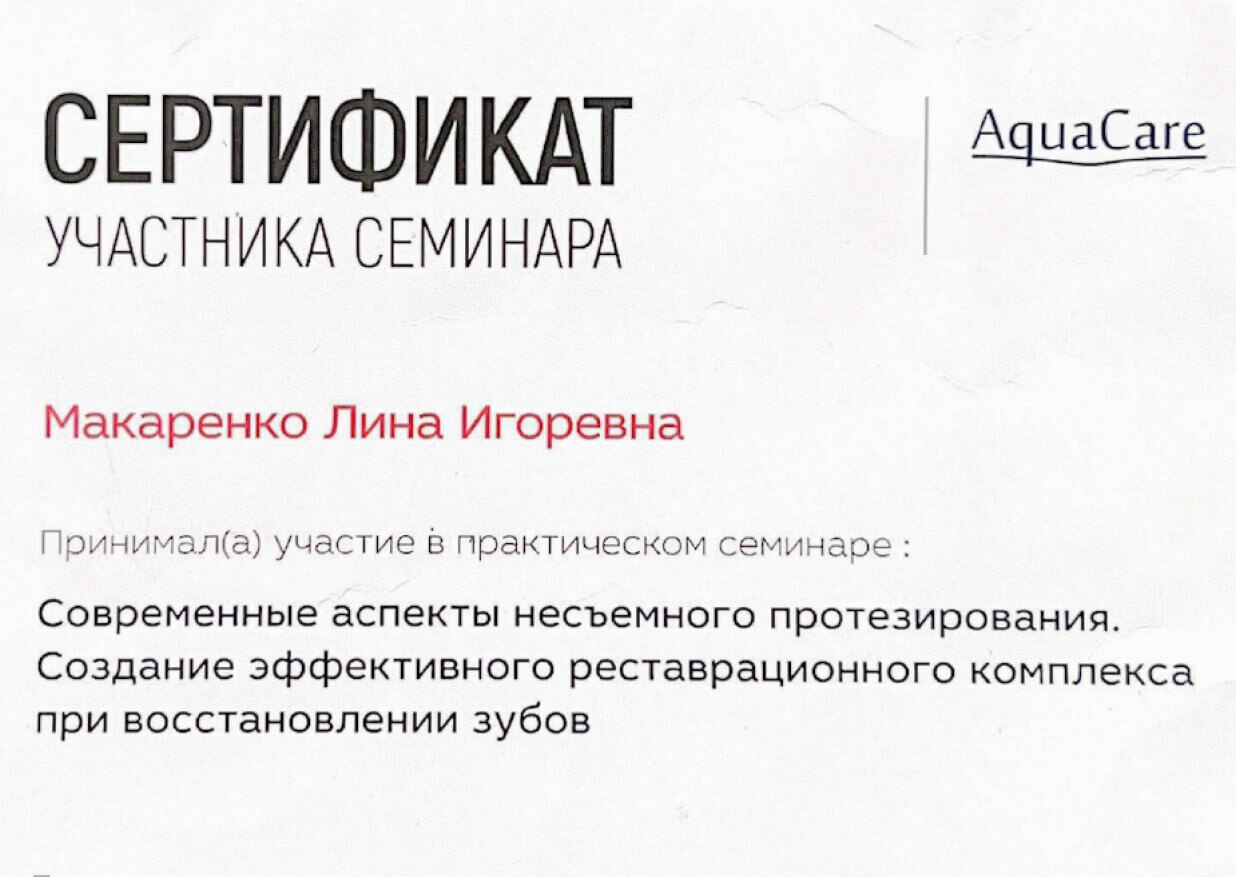 СЕРТИФИКАТ
УЧАСТНИКА СЕМИНАРА
AquaCare
Макаренко Лина Игоревна
Принимал(а) участие в практическом семинаре :
Современные аспекты несъемного протезирования.
Создание эффективного реставрационного комплекса
при восстановлении зубов